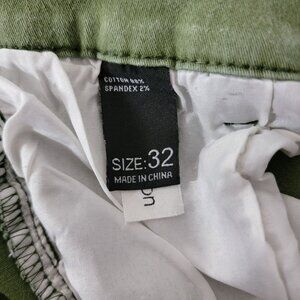 COTTON 98%
SPANDEX 2%
SIZE:32
MADE IN CHINA